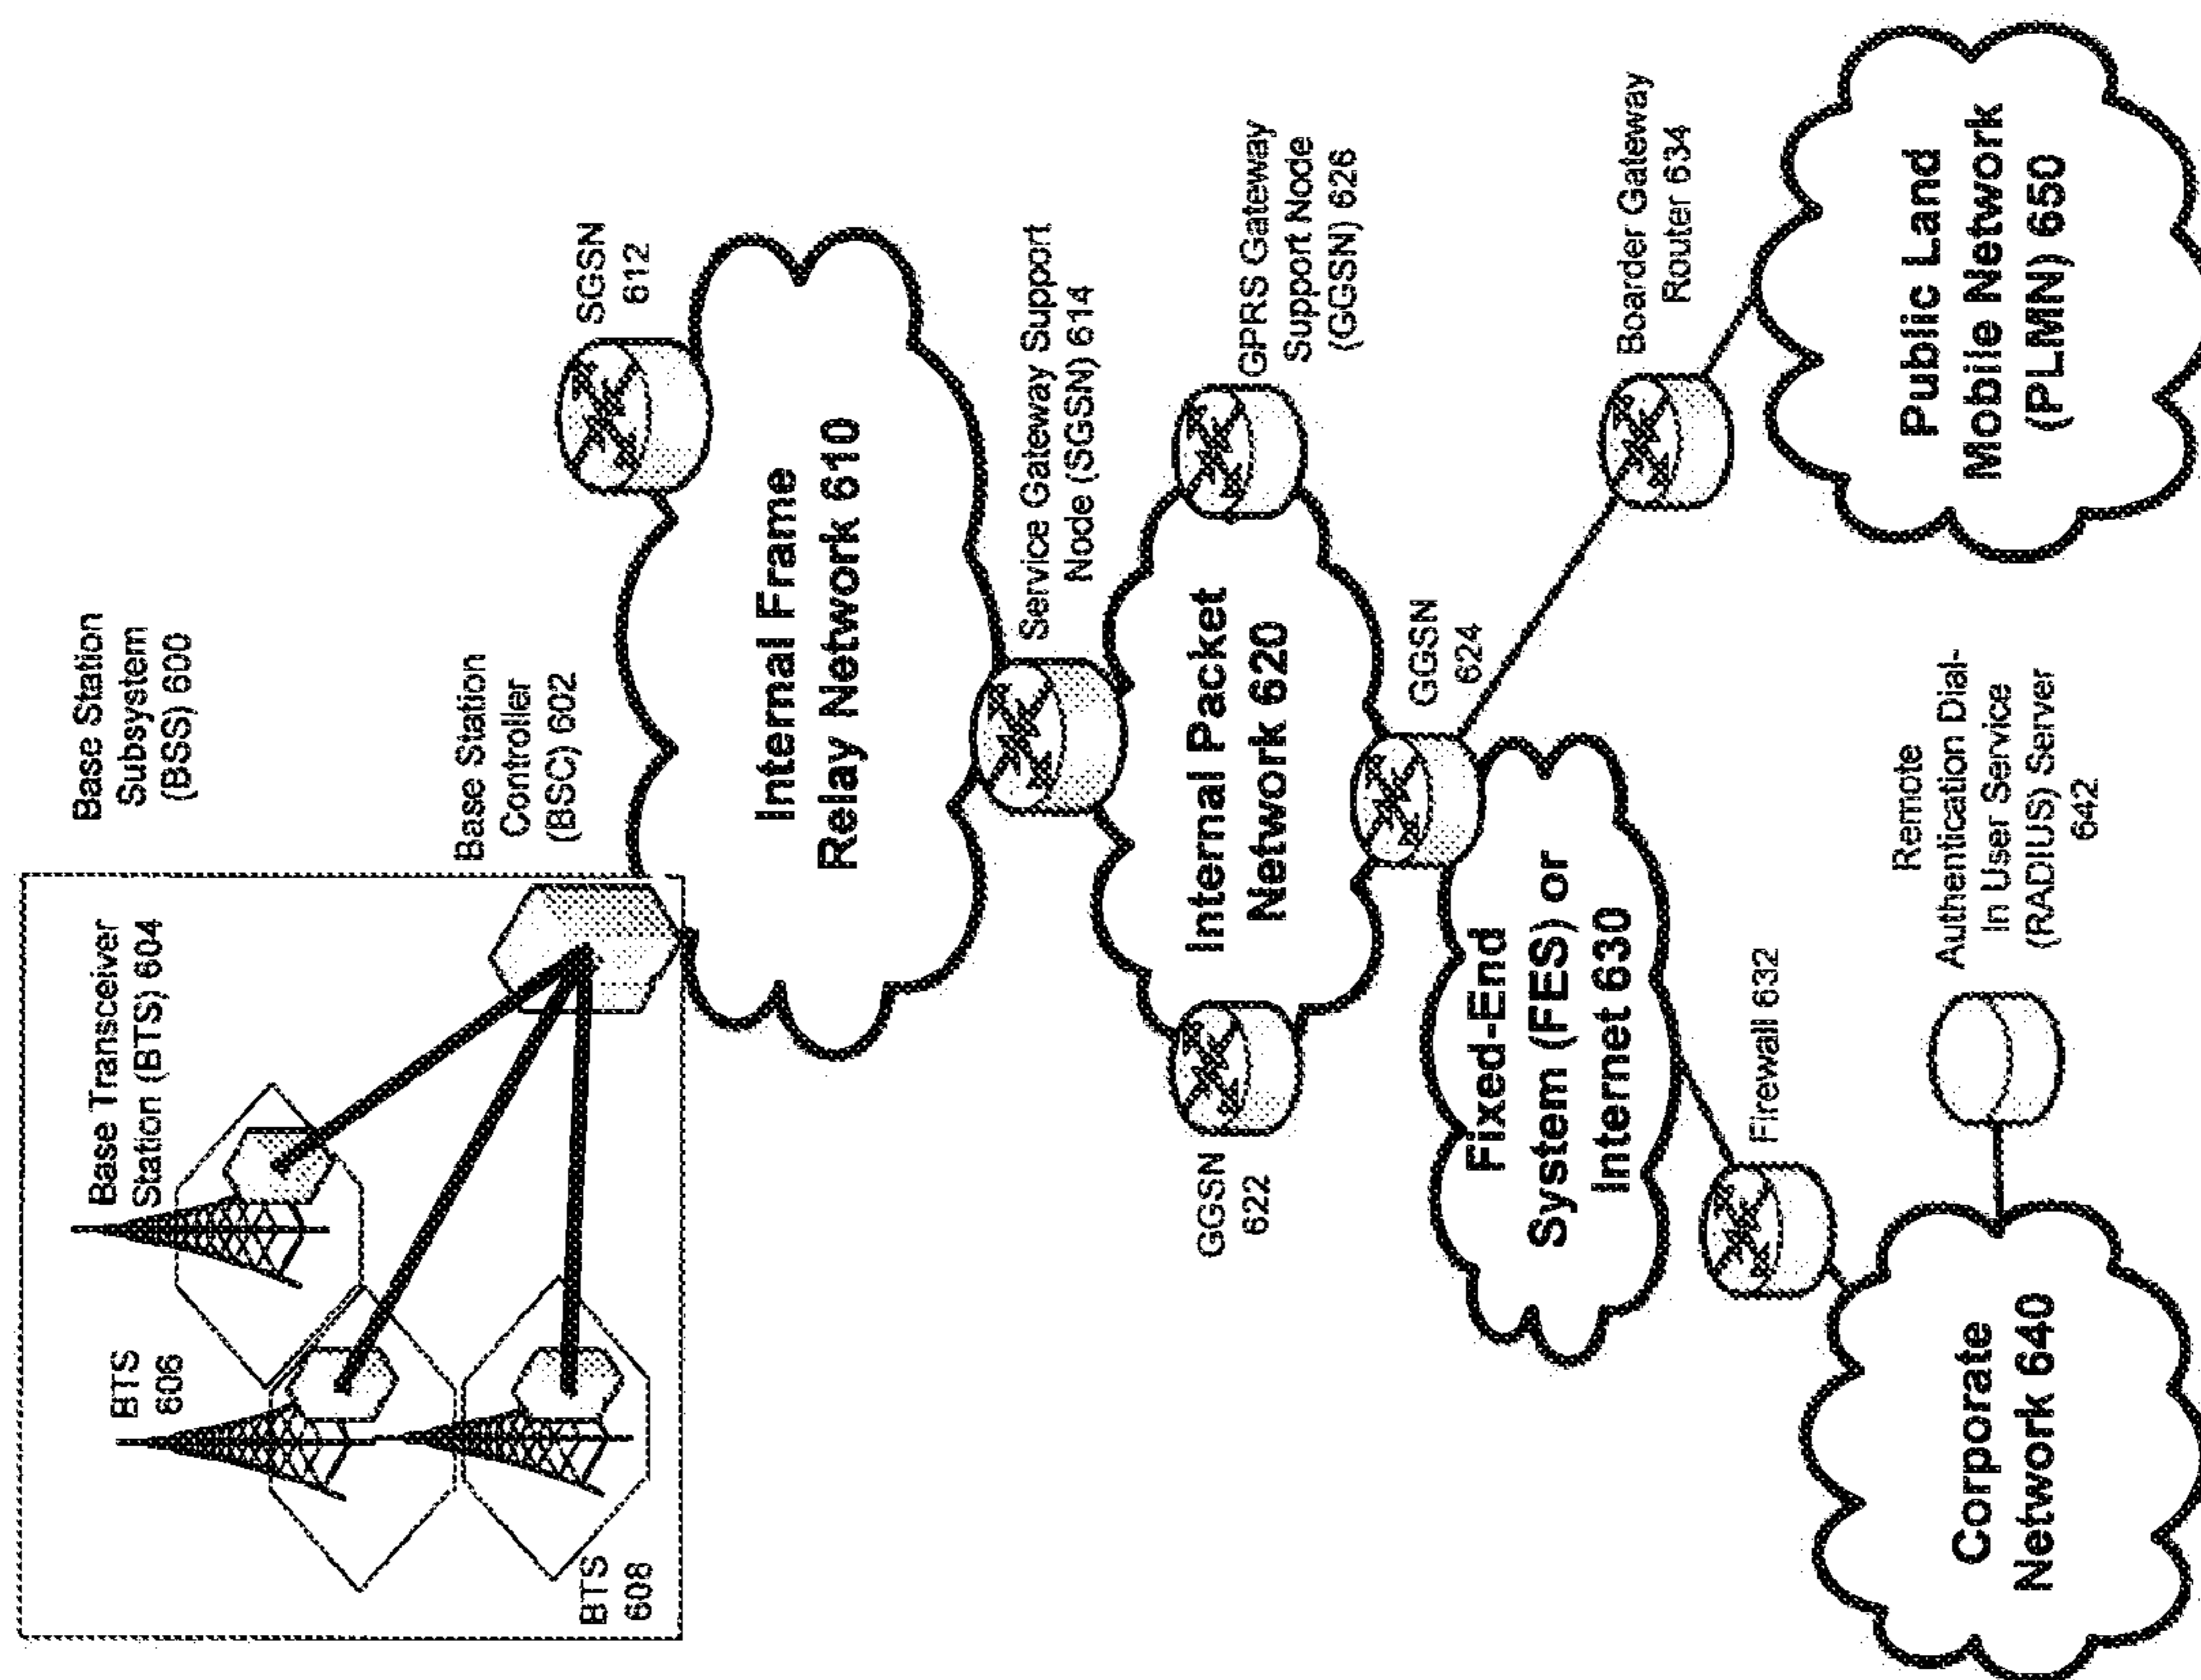 Base Station
Subsystem
(BSS) 600
Base Transceiver
Station (BTS) 604
BTS
606
BTS
608
Base Station
Controller
(BSC) 602
SGSN
612
Internal Frame
Relay Network 610
Service Gateway Support
Node (SGSN) 614
GGSN
622
Internal Packet
Network 620
GPRS Gateway
Support Node
(GGSN) 626
GGSN
624
Fixed-End
System (FES) or
Internet 630
Firewall 632
Boarder Gateway
Router 634
Remote
Authentication Dial-
In User Service
(RADIUS) Server
642
Corporate
Network 640
Public Land
Mobile Network
(PLMN) 650